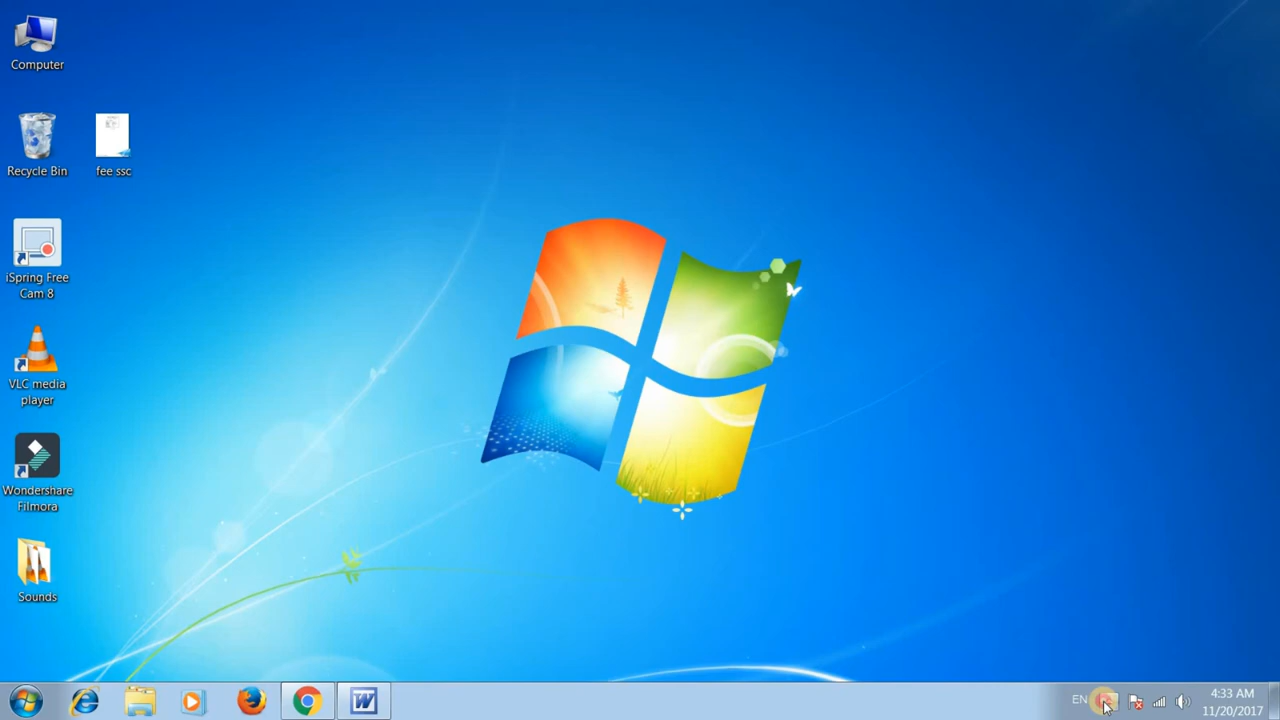 Computer
Recycle Bin
fee ssc
iSpring Free
Cam 8
VLC media
player
Wondershare
Filmora
Sounds
EN
4:33 AM
11/20/2017